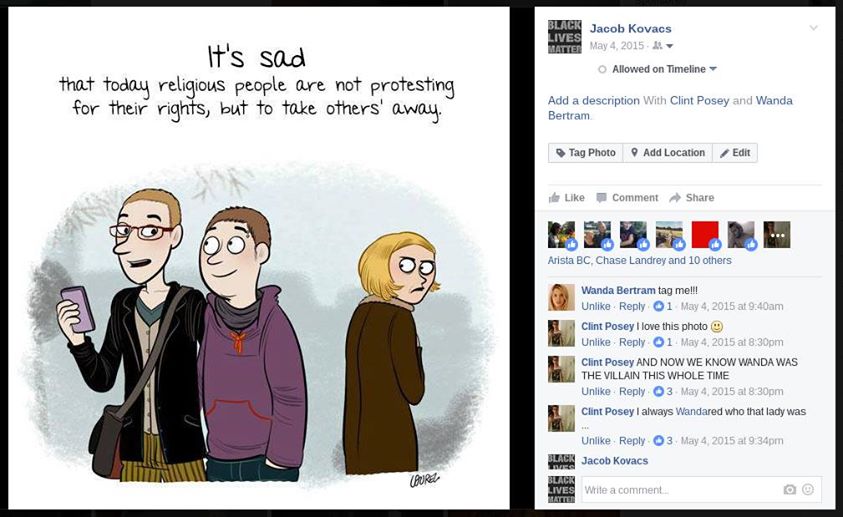 It's sad
that today religious people are not protesting
for their rights, but to take others' away.
LAUREL
BLACK
LIVES
MATTER
Jacob Kovacs
May 4, 2015
Allowed on Timeline
Add a description With Clint Posey and Wanda
Bertram.
Tag Photo
Add Location
Edit
Like
Comment
Share
Arista BC, Chase Landrey and 10 others
Wanda Bertram tag me!!!
Unlike · Reply · 1 · May 4, 2015 at 9:40am
Clint Posey I love this photo
Unlike · Reply · 1 · May 4, 2015 at 8:30pm
Clint Posey AND NOW WE KNOW WANDA WAS
THE VILLAIN THIS WHOLE TIME
Unlike · Reply · 3 · May 4, 2015 at 8:30pm
Clint Posey I always Wandared who that lady was
...
Unlike · Reply · 3 · May 4, 2015 at 9:34pm
BLACK
LIVES
Jacob Kovacs
BLACK
LIVES
MATTER
Write a comment...